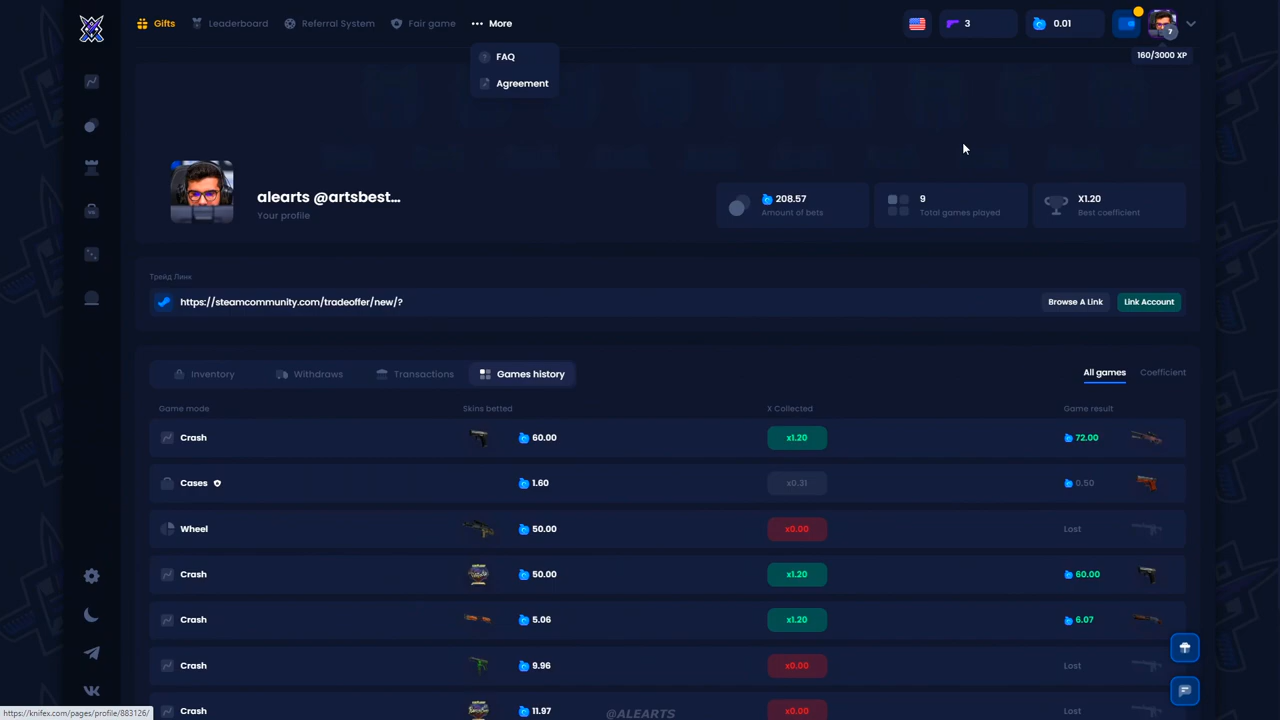 Gifts
Leaderboard
Referral System
Fair game
More
3
0.01
7
160/3000 XP
FAQ
Agreement
alearts @artsbest...
Your profile
208.57
Amount of bets
9
Total games played
X1.20
Best coefficient
Трейд Линк
https://steamcommunity.com/tradeoffer/new/?
Browse A Link
Link Account
Inventory
Withdraws
Transactions
Games history
All games
Coefficient
Game mode
Skins betted
X Collected
Game result
Crash
60.00
x1.20
72.00
Cases
1.60
x0.31
0.50
Wheel
50.00
x0.00
Lost
Crash
50.00
x1.20
60.00
Crash
5.06
x1.20
6.07
Crash
9.96
x0.00
Lost
Crash
11.97
x0.00
Lost
@ALEARTS
https://knifex.com/pages/profile/883126/